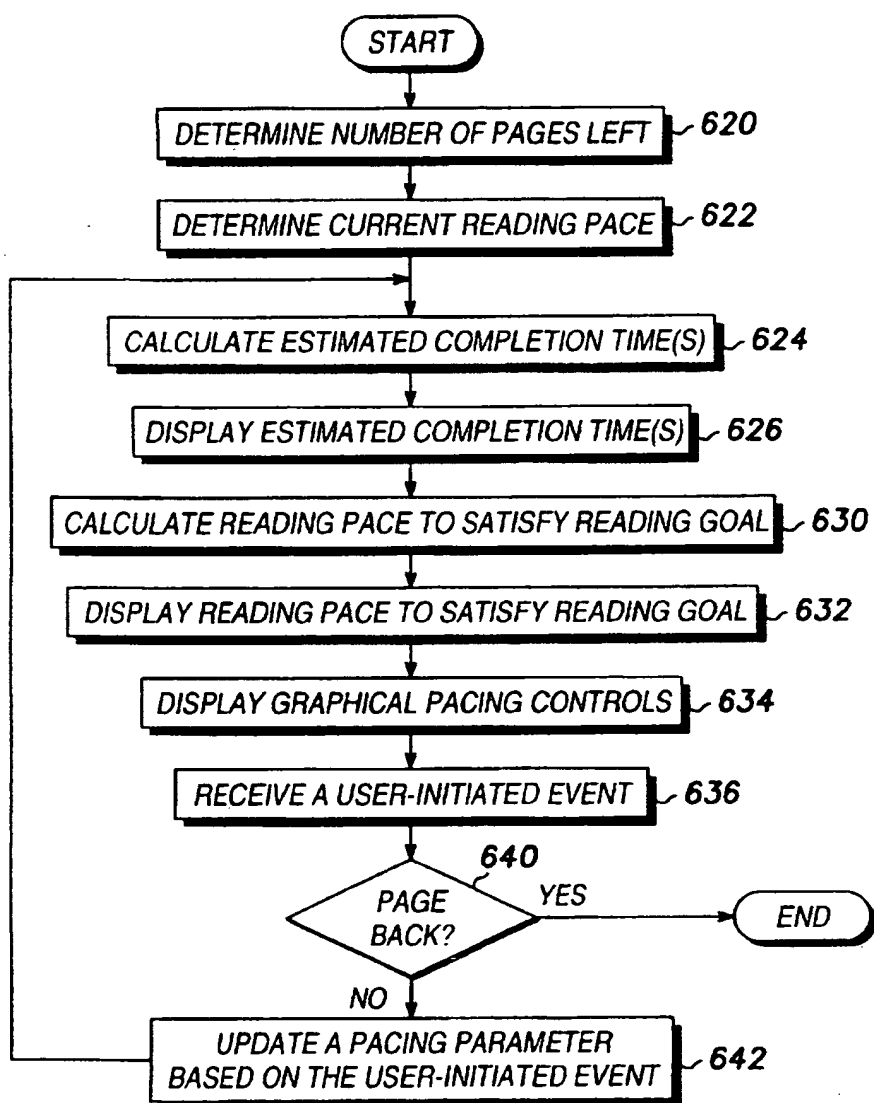 START
DETERMINE NUMBER OF PAGES LEFT 620
DETERMINE CURRENT READING PACE 622
CALCULATE ESTIMATED COMPLETION TIME(S) 624
DISPLAY ESTIMATED COMPLETION TIME(S) 626
CALCULATE READING PACE TO SATISFY READING GOAL 630
DISPLAY READING PACE TO SATISFY READING GOAL 632
DISPLAY GRAPHICAL PACING CONTROLS 634
RECEIVE A USER-INITIATED EVENT 636
640
PAGE
BACK?
YES
END
NO
UPDATE A PACING PARAMETER
BASED ON THE USER-INITIATED EVENT 642